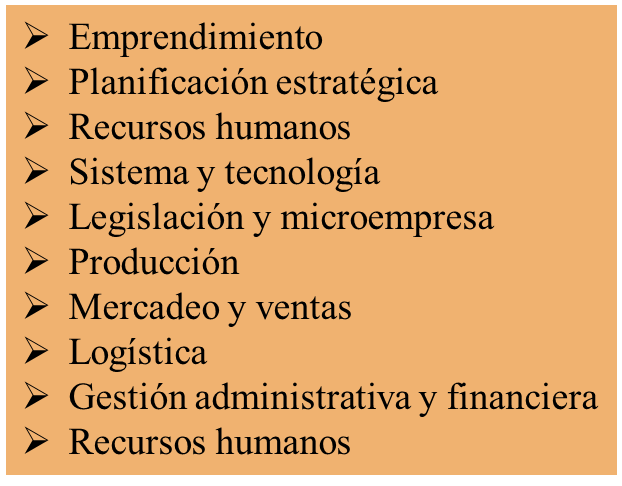 ➢ Emprendimiento
➢ Planificación estratégica
➢ Recursos humanos
➢ Sistema y tecnología
➢ Legislación y microempresa
➢ Producción
➢ Mercadeo y ventas
➢ Logística
➢ Gestión administrativa y financiera
➢ Recursos humanos